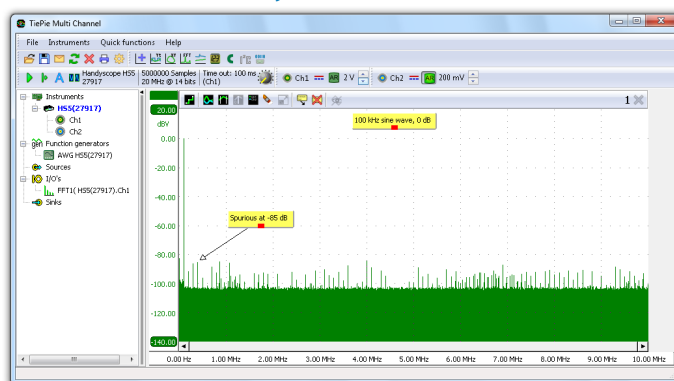 TiePie Multi Channel
File Instruments Quick functions Help
Handyscope HS5
27917
5000000 Samples
20 MHz @ 14 bits
Time out: 100 ms
(Ch1)
Ch1
AR
2 V
Ch2
AR
200 mV
Instruments
HS5(27917)
Ch1
Ch2
Function generators
AWG HS5(27917)
Sources
I/O's
FFT1( HS5(27917).Ch1
Sinks
1
20.00
dBV
0.00
-20.00
-40.00
-60.00
-80.00
-100.00
-120.00
-140.00
100 kHz sine wave, 0 dB
Spurious at -85 dB
0.00 Hz 1.00 MHz 2.00 MHz 3.00 MHz 4.00 MHz 5.00 MHz 6.00 MHz 7.00 MHz 8.00 MHz 9.00 MHz 10.00 MHz